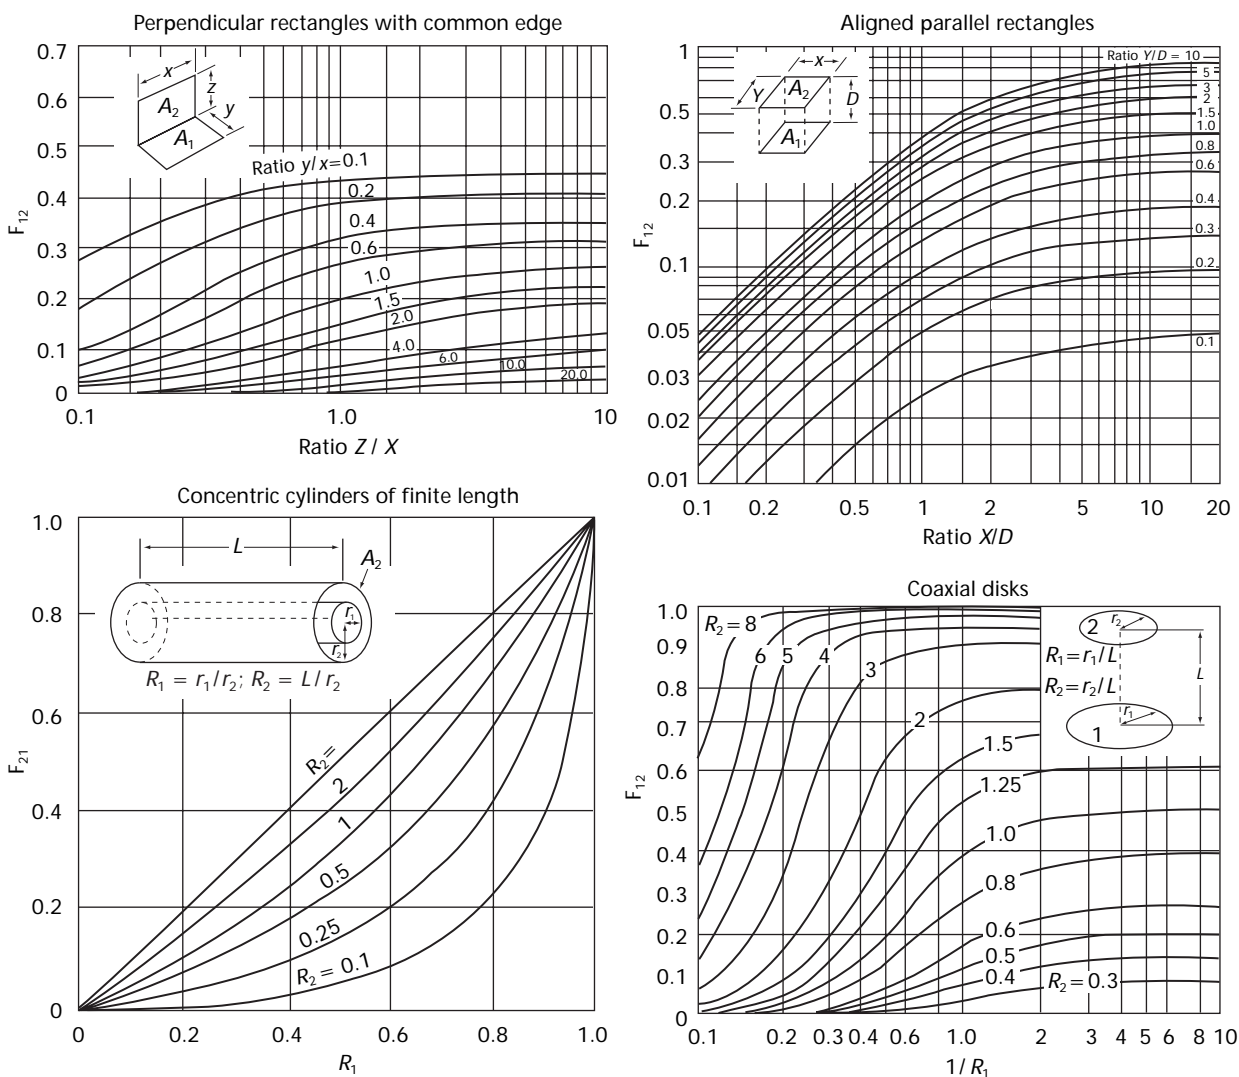 Perpendicular rectangles with common edge
0.7
0.6
0.5
0.4
0.3
0.2
0.1
0
F12
x
z
y
A2
A1
Ratio y/x=0.1
0.2
0.4
0.6
1.0
1.5
2.0
4.0
6.0
10.0
20.0
0.1
1.0
10
Ratio Z / X
Aligned parallel rectangles
1
0.5
0.3
0.2
0.1
0.05
0.03
0.02
0.01
F12
x
Y
A2
D
A1
Ratio Y/D = 10
5
3
2
1.5
1.0
0.8
0.6
0.4
0.3
0.2
0.1
0.1 0.2 0.5 1 2 5 10 20
Ratio X/D
Concentric cylinders of finite length
1.0
0.8
0.6
0.4
0.2
0
F21
L
A2
r1
r2
R1 = r1/r2; R2 = L/r2
R2=
2
1
0.5
0.25
R2 = 0.1
0 0.2 0.4 0.6 0.8 1.0
R1
Coaxial disks
1.0
0.9
0.8
0.7
0.6
0.5
0.4
0.3
0.2
0.1
0
F12
R2 = 8
6
5
4
3
2
1.5
1.25
1.0
0.8
0.6
0.5
0.4
R2=0.3
2
r2
R1=r1/L
R2=r2/L
L
r1
1
0.1 0.2 0.3 0.4 0.6 1.0 2 3 4 5 6 8 10
1/R1